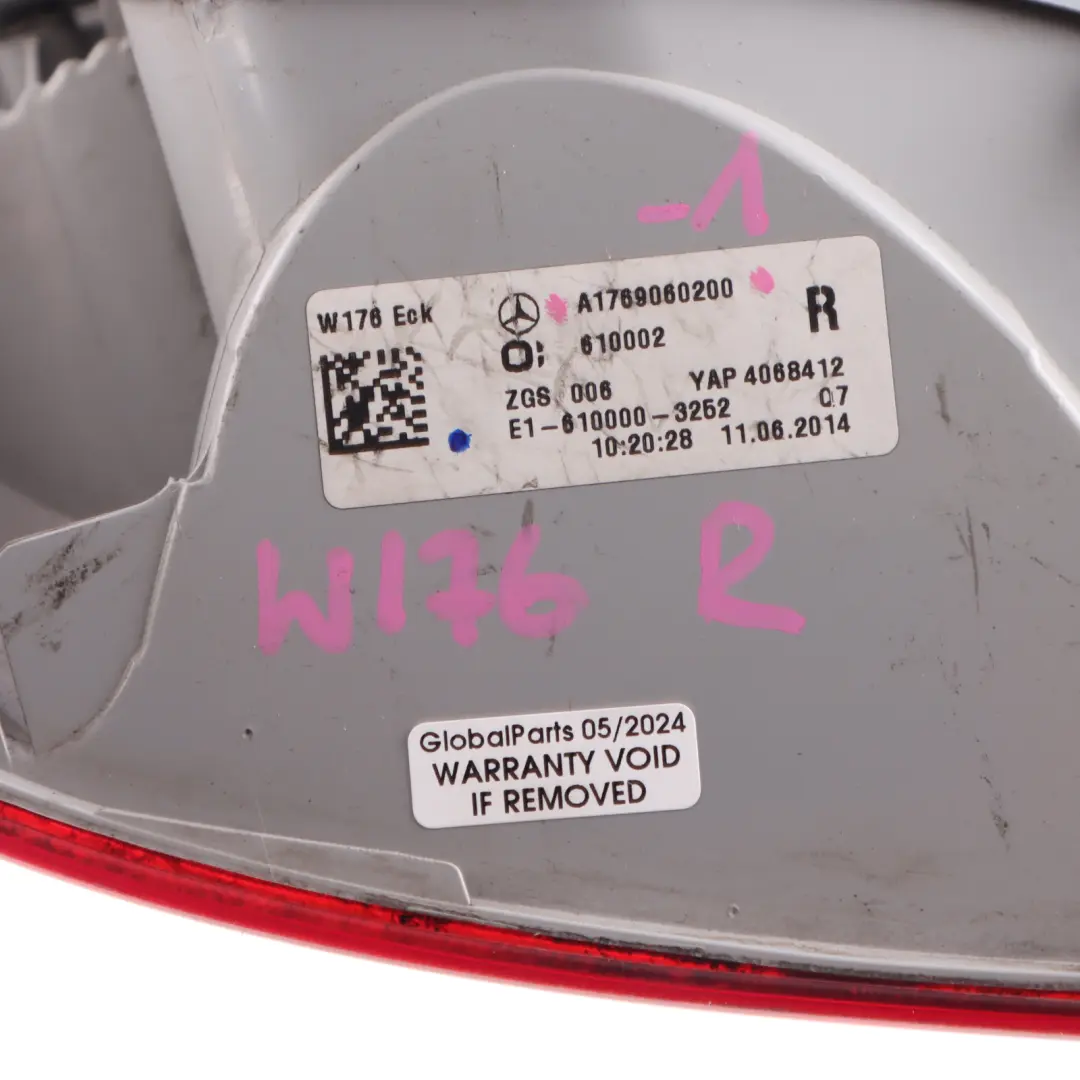 -1
W176 Eck
A1769060200
R
O; 610002
ZGS 006 YAP 4068412
E1-610000-3252 07
10:20:28 11.06.2014
W176 R
GlobalParts 05/2024
WARRANTY VOID
IF REMOVED